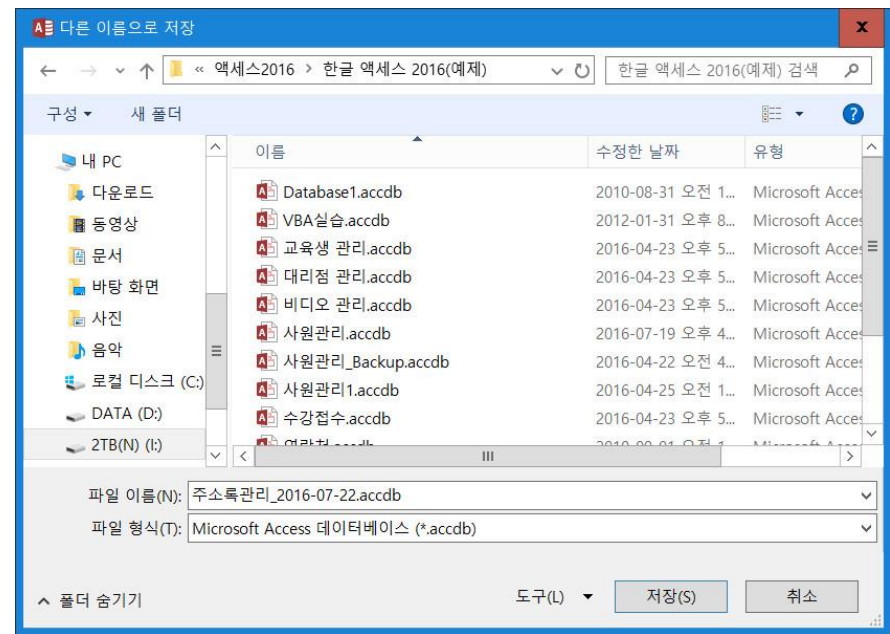 다른 이름으로 저장
x
« 액세스2016 > 한글 액세스 2016(예제)
한글 액세스 2016(예제) 검색
구성
새 폴더
?
내 PC
다운로드
동영상
문서
바탕 화면
사진
음악
로컬 디스크 (C:)
DATA (D:)
2TB(N) (I:)
이름 수정한 날짜 유형
Database1.accdb 2010-08-31 오전 1... Microsoft Acces
VBA실습.accdb 2012-01-31 오후 8... Microsoft Acces
교육생 관리.accdb 2016-04-23 오후 5... Microsoft Acces
대리점 관리.accdb 2016-04-23 오후 5... Microsoft Acces
비디오 관리.accdb 2016-04-23 오후 5... Microsoft Acces
사원관리.accdb 2016-07-19 오후 4... Microsoft Acces
사원관리_Backup.accdb 2016-04-22 오전 4... Microsoft Acces
사원관리1.accdb 2016-04-25 오전 1... Microsoft Acces
수강접수.accdb 2016-04-23 오후 5... Microsoft Acces
파일 이름(N): 주소록관리_2016-07-22.accdb
파일 형식(T): Microsoft Access 데이터베이스 (*.accdb)
폴더 숨기기
도구(L)
저장(S)
취소